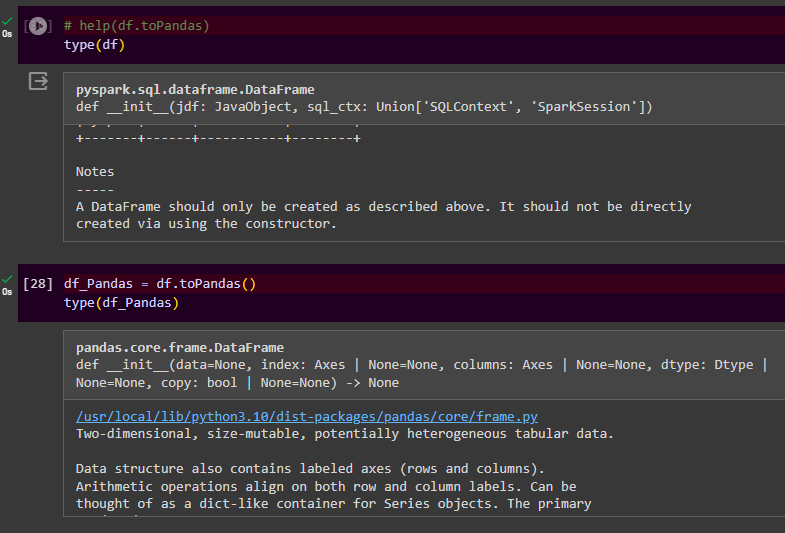 # help(df.toPandas)
0s
type(df)
pyspark.sql.dataframe.DataFrame
def __init__(jdf: JavaObject, sql_ctx: Union['SQLContext', 'SparkSession'])
+-------+------+-----------+--------+
Notes
-----
A DataFrame should only be created as described above. It should not be directly
created via using the constructor.
[28] df_Pandas = df.toPandas()
0s
type(df_Pandas)
pandas.core.frame.DataFrame
def __init__(data=None, index: Axes | None=None, columns: Axes | None=None, dtype: Dtype |
None=None, copy: bool | None=None) -> None
/usr/local/lib/python3.10/dist-packages/pandas/core/frame.py
Two-dimensional, size-mutable, potentially heterogeneous tabular data.
Data structure also contains labeled axes (rows and columns).
Arithmetic operations align on both row and column labels. Can be
thought of as a dict-like container for Series objects. The primary